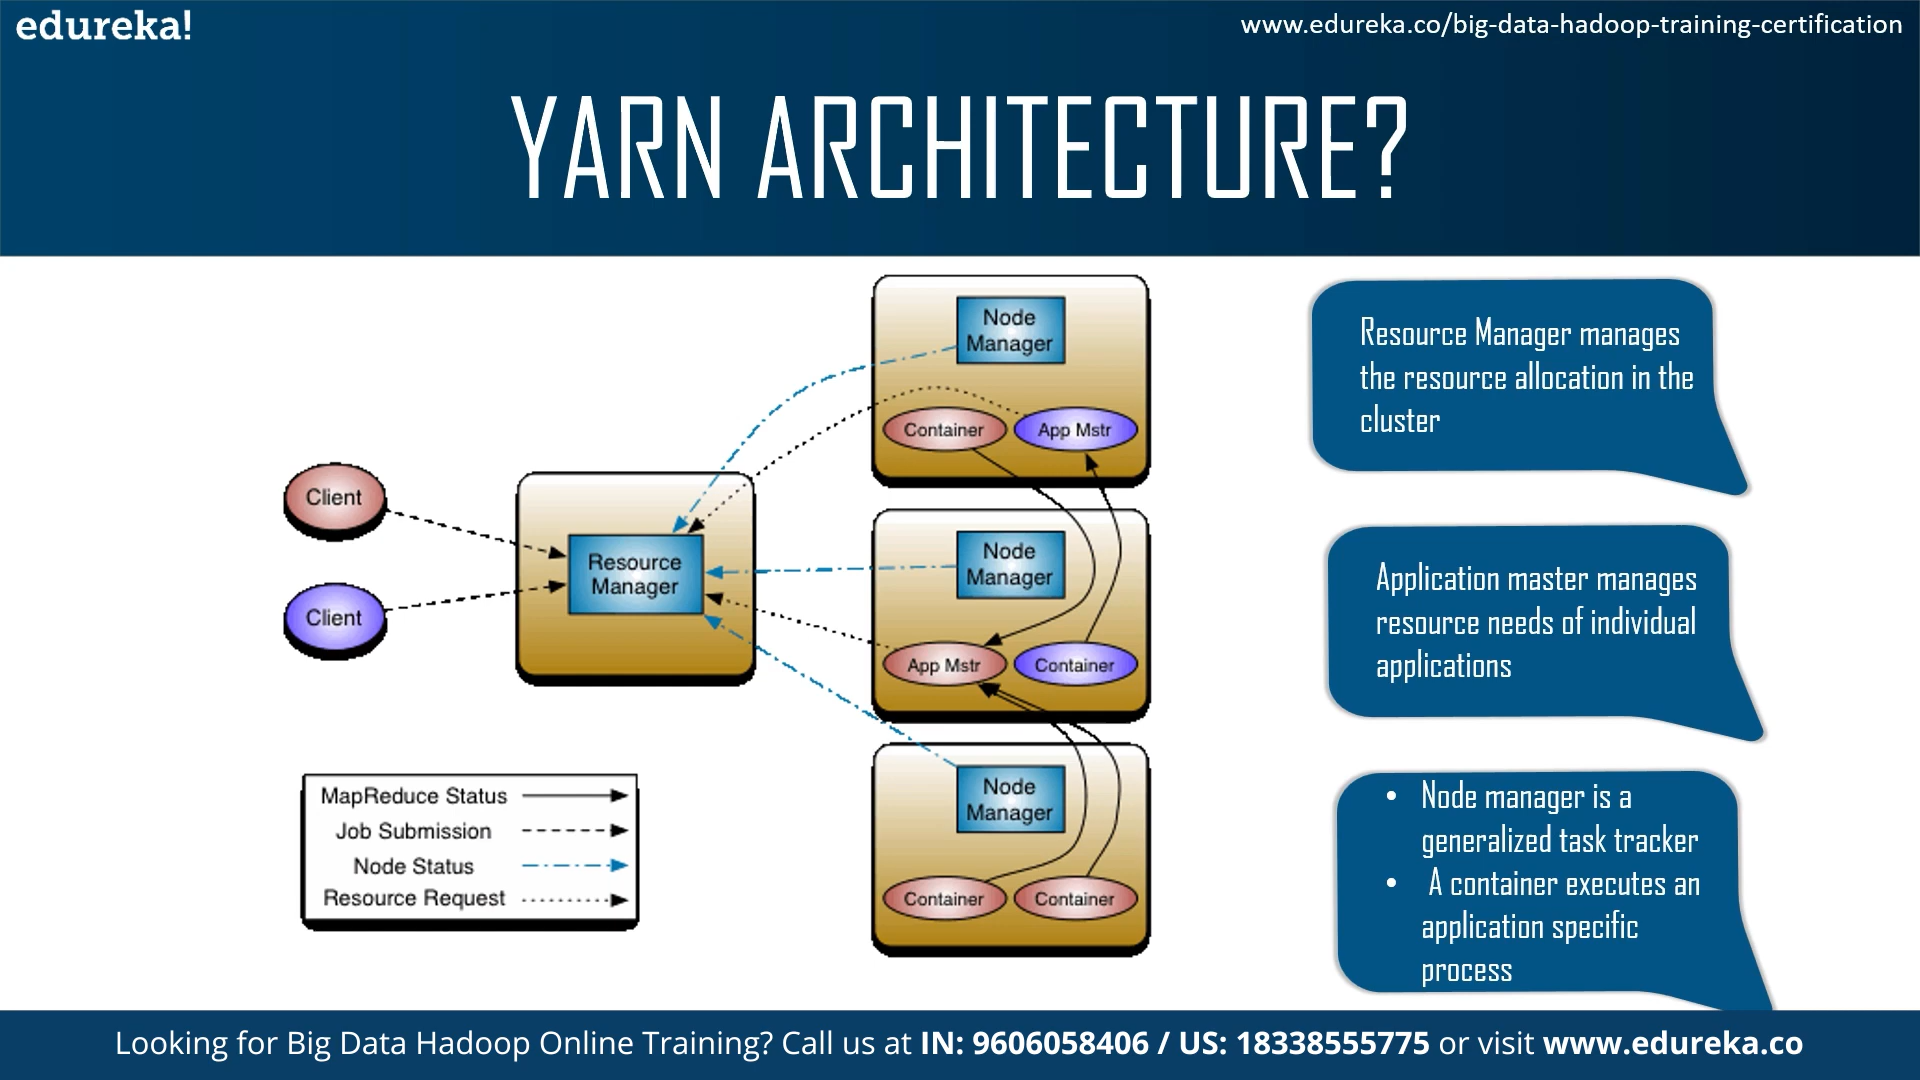 edureka!
www.edureka.co/big-data-hadoop-training-certification
YARN ARCHITECTURE?
Client
Client
Resource
Manager
Node
Manager
Container
App Mstr
Node
Manager
App Mstr
Container
Node
Manager
Container
Container
MapReduce Status
Job Submission
Node Status
Resource Request
Resource Manager manages
the resource allocation in the
cluster
Application master manages
resource needs of individual
applications
• Node manager is a
generalized task tracker
• A container executes an
application specific
process
Looking for Big Data Hadoop Online Training? Call us at IN: 9606058406 / US: 18338555775 or visit www.edureka.co